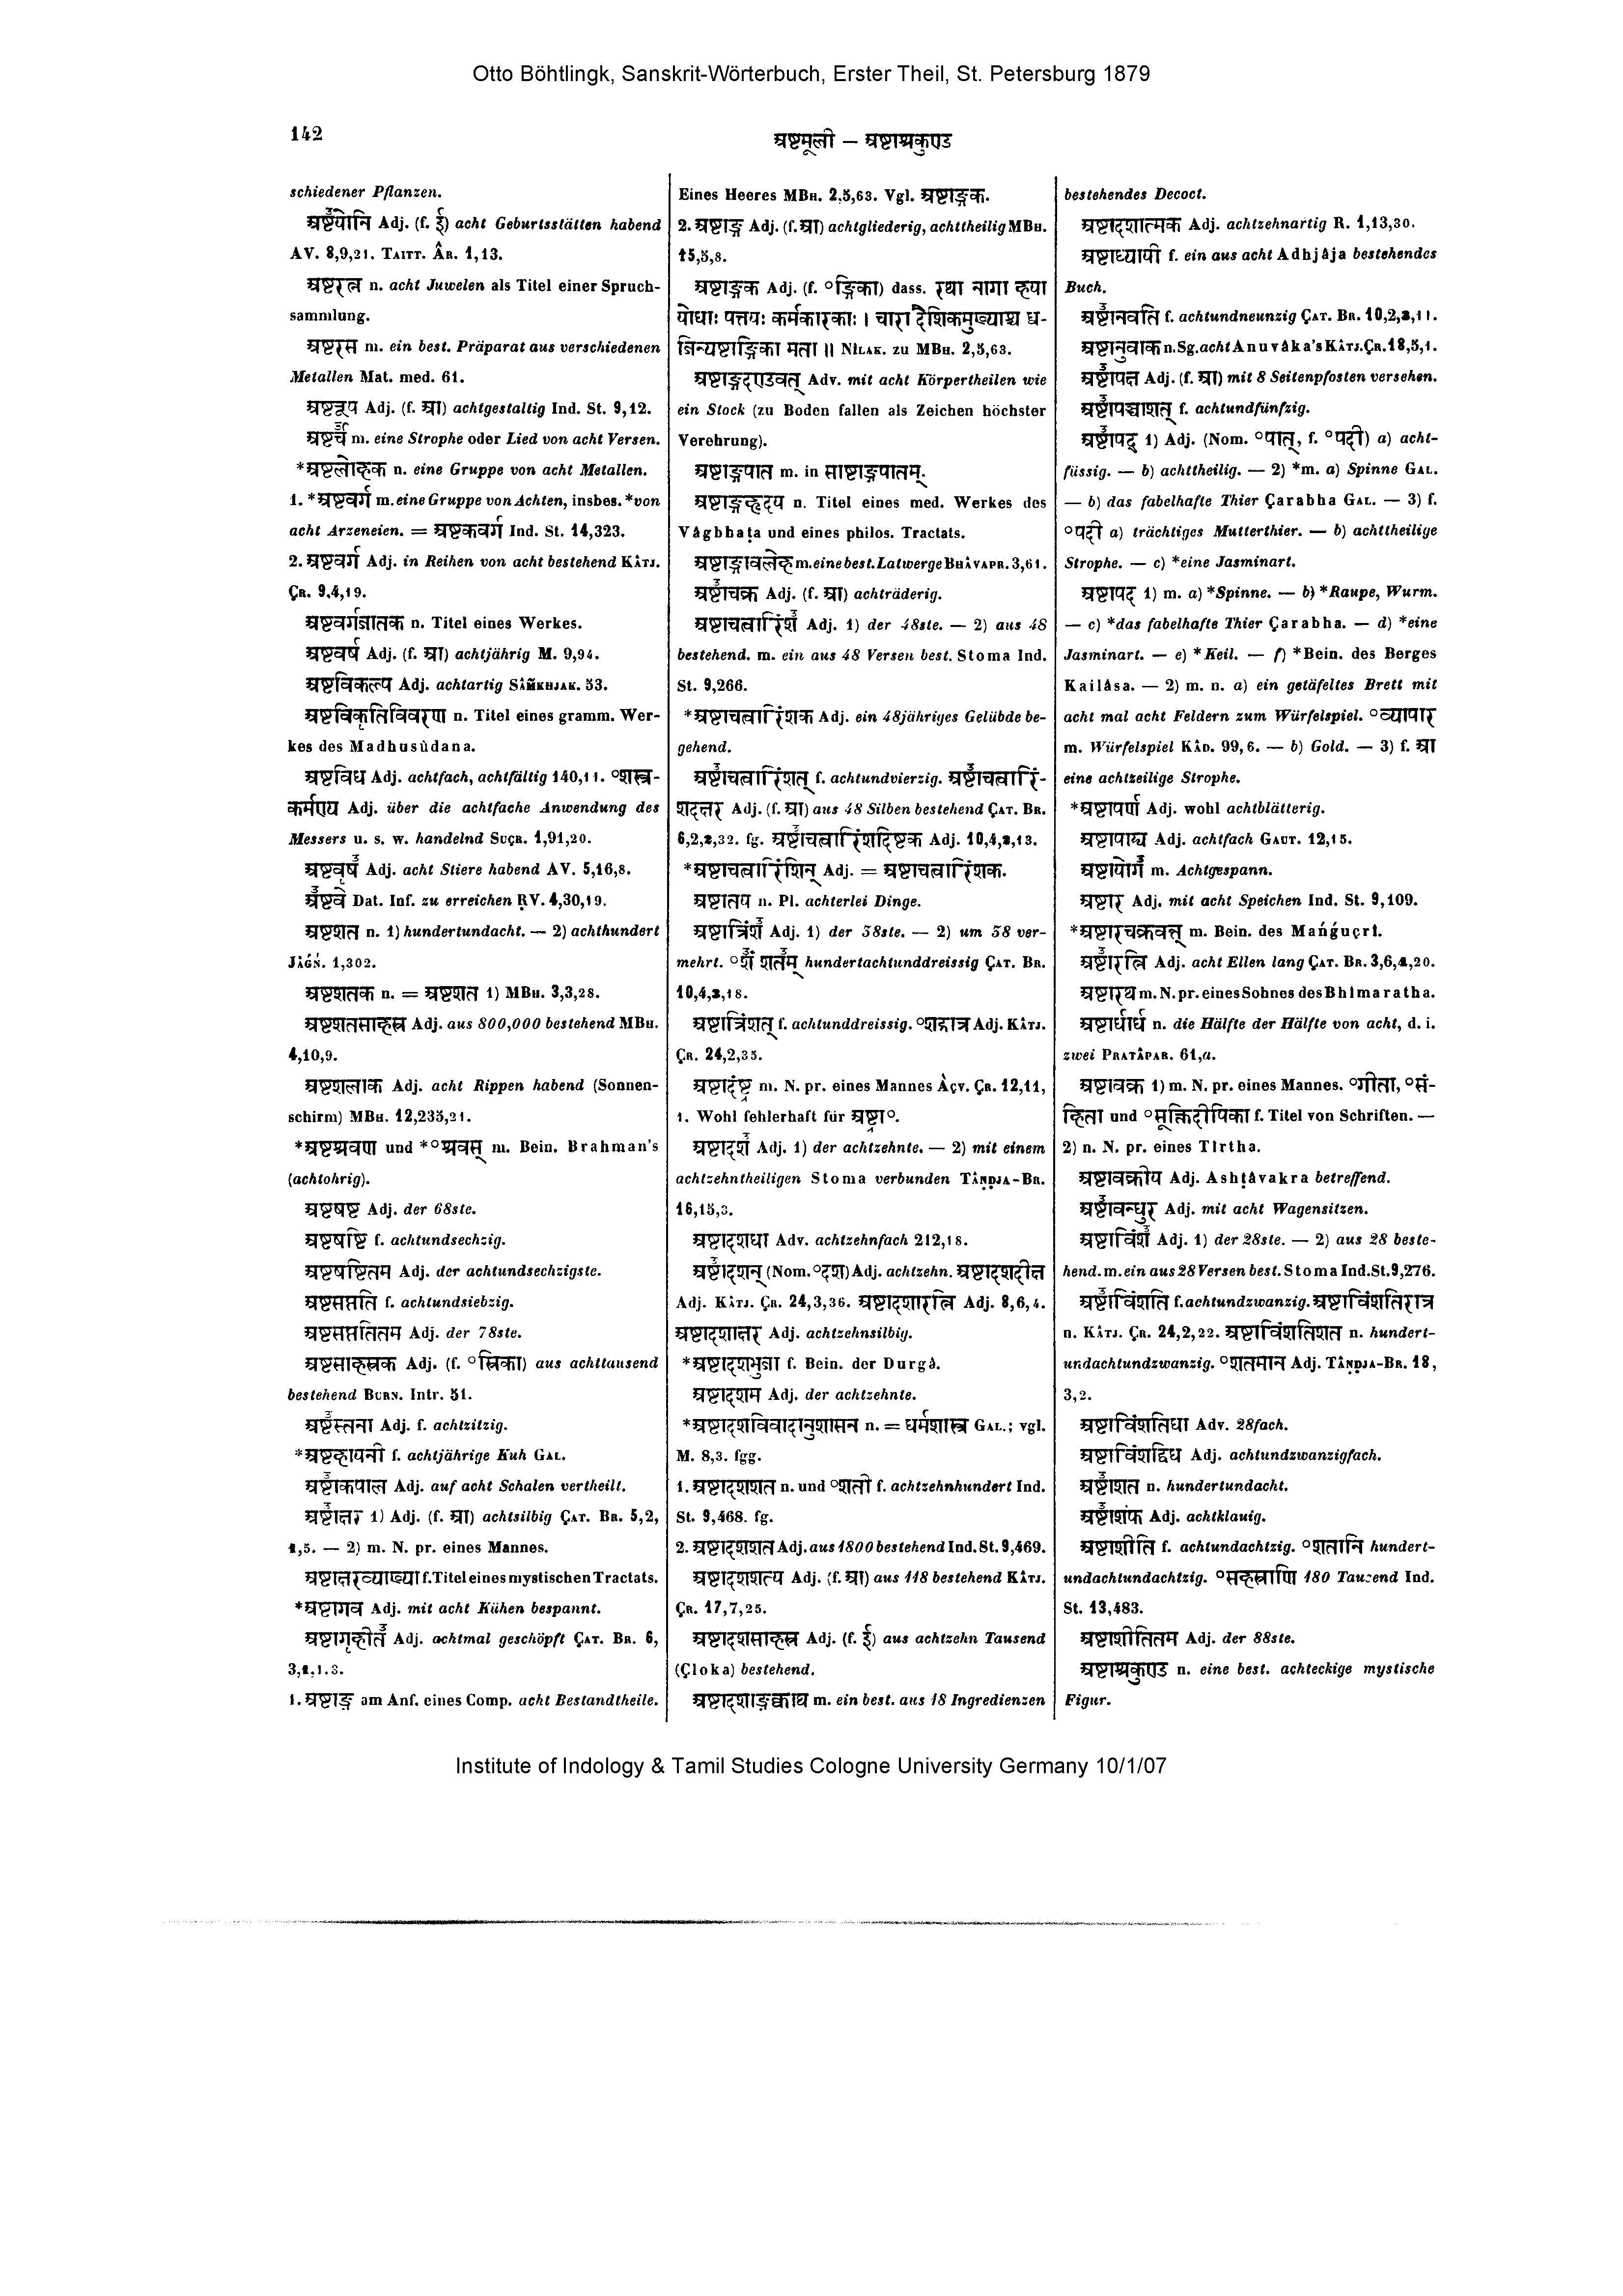 Otto Böhtlingk, Sanskrit-Wörterbuch, Erster Theil, St. Petersburg 1879
142
अष्टमूली — अष्टाश्रकुण्ड
schiedener Pflanzen.
अष्टँयोनि Adj. (f. ई) acht Geburtsstätten habend
AV. 8,9,21. TAITT. ÂR. 1,13.
अष्टरत्न n. acht Juwelen als Titel einer Spruch-
sammlung.
अष्टरस m. ein best. Präparat aus verschiedenen
Metallen Mat. med. 61.
अष्टरूप Adj. (f. आ) achtgestaltig Ind. St. 9,12.
अष्टर्चँ m. eine Strophe oder Lied von acht Versen.
*अष्टलोहक n. eine Gruppe von acht Metallen.
1. *अष्टवर्ग m. eine Gruppe von Achten, insbes. *von
acht Arzeneien. = अष्टकवर्ग Ind. St. 14,323.
2. अष्टवर्ग Adj. in Reihen von acht bestehend KÂTJ.
ÇR. 9,4,19.
अष्टवर्गजातक n. Titel eines Werkes.
अष्टवर्ष Adj. (f. आ) achtjährig M. 9,94.
अष्टविकल्प Adj. achtartig SÂM̃KHJAK. 53.
अष्टविकृतिविवरण n. Titel eines gramm. Wer-
kes des Madhusûdana.
अष्टविध Adj. achtfach, achtfältig 140,11. °शस्त्र-
कर्मण्य Adj. über die achtfache Anwendung des
Messers u. s. w. handelnd SUÇR. 1,91,20.
अष्टवृषँ Adj. acht Stiere habend AV. 5,16,8.
अँष्टवे Dat. Inf. zu erreichen ṚV. 4,30,19.
अष्टशत n. 1) hundertundacht. — 2) achthundert
JÂGŃ. 1,302.
अष्टशतक n. = अष्टशत 1) MBH. 3,3,28.
अष्टशतसाहस्र Adj. aus 800,000 bestehend MBH.
4,10,9.
अष्टशलाक Adj. acht Rippen habend (Sonnen-
schirm) MBH. 12,235,21.
*अष्टश्रवण und *°श्रवस् m. Bein. Brahman's
(achtohrig).
अष्टषष्ट Adj. der 68ste.
अष्टषष्टि f. achtundsechzig.
अष्टषष्टितम Adj. der achtundsechzigste.
अष्टसप्तति f. achtundsiebzig.
अष्टसप्ततितम Adj. der 78ste.
अष्टसाहस्रक Adj. (f. °स्रिका) aus achttausend
bestehend BURN. Intr. 51.
अष्टँस्तना Adj. f. achtzitzig.
*अष्टहायनी f. achtjährige Kuh GAL.
अष्टाँकपाल Adj. auf acht Schalen vertheilt.
अष्टाँक्षर 1) Adj. (f. आ) achtsilbig ÇAT. BR. 5,2,
1,5. — 2) m. N. pr. eines Mannes.
अष्टाक्षरव्याख्या f. Titel eines mystischen Tractats.
*अष्टागव Adj. mit acht Kühen bespannt.
अष्टागृहीतँ Adj. achtmal geschöpft ÇAT. BR. 6,
3,1,1.3.
1. अष्टाङ्ग am Anf. eines Comp. acht Bestandtheile.
Eines Heeres MBH. 2,5,63. Vgl. अष्टाङ्गक.
2. अष्टाङ्ग Adj. (f. आ) achtgliederig, achttheilig MBH.
15,5,8.
अष्टाङ्गक Adj. (f. °ङ्गिका) dass. रथा नागा हया
योधाः पत्तयः कर्मकारकाः । चारा दैशिकमुख्याश्च ध-
जिन्यष्टाङ्गिका मता ॥ NÎLAK. zu MBH. 2,5,63.
अष्टाङ्गदण्डवत् Adv. mit acht Körpertheilen wie
ein Stock (zu Boden fallen als Zeichen höchster
Verehrung).
अष्टाङ्गपात m. in साष्टाङ्गपातम्.
अष्टाङ्गहृदय n. Titel eines med. Werkes des
Vâgbhaṭa und eines philos. Tractats.
अष्टाङ्गावलेह m. eine best. Latwerge BHÂVAPR. 3,61.
अष्टाँचक्र Adj. (f. आ) achträderig.
अष्टाचत्वारिंशँ Adj. 1) der 48ste. — 2) aus 48
bestehend. m. ein aus 48 Versen best. Stoma Ind.
St. 9,266.
*अष्टाचत्वारिंशक Adj. ein 48jähriges Gelübde be-
gehend.
अष्टाँचत्वारिंशत् f. achtundvierzig. अष्टाँचत्वारिं-
शदक्षर Adj. (f. आ) aus 48 Silben bestehend ÇAT. BR.
6,2,2,32. fg. अष्टाँचत्वारिंशदिष्टक Adj. 10,4,2,13.
*अष्टाचत्वारिंशिन् Adj. = अष्टाचत्वारिंशक.
अष्टातय n. Pl. achterlei Dinge.
अष्टात्रिंशँ Adj. 1) der 38ste. — 2) um 38 ver-
mehrt. °शँ शतँम् hundertachtunddreissig ÇAT. BR.
10,4,2,18.
अष्टात्रिंशत् f. achtunddreissig. °शद्रात्र Adj. KÂTJ.
ÇR. 24,2,35.
अष्टादंष्ट्र m. N. pr. eines Mannes ÂÇV. ÇR. 12,11,
1. Wohl fehlerhaft für अष्ट्रा°.
अष्टादशँ Adj. 1) der achtzehnte. — 2) mit einem
achtzehntheiligen Stoma verbunden TÂṆḌJA-BR.
16,15,3.
अष्टादशधा Adv. achtzehnfach 212,18.
अष्टाँदशन् (Nom. °दश) Adj. achtzehn. अष्टादशदीक्ष
Adj. KÂTJ. ÇR. 24,3,36. अष्टादशारत्नि Adj. 8,6,4.
अष्टादशाक्षर Adj. achtzehnsilbig.
*अष्टादशभुजा f. Bein. der Durgâ.
अष्टादशम Adj. der achtzehnte.
*अष्टादशविवादानुशासन n. = धर्मशास्त्र GAL.; vgl.
M. 8,3. fgg.
1. अष्टादशशत n. und °शती f. achtzehnhundert Ind.
St. 9,468. fg.
2. अष्टादशशत Adj. aus 1800 bestehend Ind. St. 9,469.
अष्टादशशत्य Adj. (f. आ) aus 118 bestehend KÂTJ.
ÇR. 17,7,25.
अष्टादशसाहस्र Adj. (f. ई) aus achtzehn Tausend
(Çloka) bestehend.
अष्टादशाङ्गक्वाथ m. ein best. aus 18 Ingredienzen
bestehendes Decoct.
अष्टादशात्मक Adj. achtzehnartig R. 1,13,30.
अष्टाध्यायी f. ein aus acht Adhjâja bestehendes
Buch.
अष्टाँनवति f. achtundneunzig ÇAT. BR. 10,2,3,11.
अष्टानुवाक n. Sg. acht Anuvâka's KÂTJ. ÇR. 18,5,1.
अष्टाँपक्ष Adj. (f. आ) mit 8 Seitenpfosten versehen.
अष्टाँपञ्चाशत् f. achtundfünfzig.
अष्टाँपद् 1) Adj. (Nom. °पात्, f. °पदी) a) acht-
füssig. — b) achttheilig. — 2) *m. a) Spinne GAL.
— b) das fabelhafte Thier Çarabha GAL. — 3) f.
°पदी a) trächtiges Mutterthier. — b) achttheilige
Strophe. — c) *eine Jasminart.
अष्टापद 1) m. a) *Spinne. — b) *Raupe, Wurm.
— c) *das fabelhafte Thier Çarabha. — d) *eine
Jasminart. — e) *Keil. — f) *Bein. des Berges
Kailâsa. — 2) m. n. a) ein getäfeltes Brett mit
acht mal acht Feldern zum Würfelspiel. °व्यापार
m. Würfelspiel KÂD. 99,6. — b) Gold. — 3) f. आ
eine achtzeilige Strophe.
*अष्टापर्ण Adj. wohl achtblätterig.
अष्टापाद्य Adj. achtfach GAUT. 12,15.
अष्टायोगँ m. Achtgespann.
अष्टार Adj. mit acht Speichen Ind. St. 9,109.
*अष्टारचक्रवत्त् m. Bein. des Mańǵuçrî.
अष्टाँरत्नि Adj. acht Ellen lang ÇAT. BR. 3,6,4,20.
अष्टारथ m. N. pr. eines Sohnes des Bhîmaratha.
अष्टार्धार्ध n. die Hälfte der Hälfte von acht, d. i.
zwei PRATÂPAR. 61,a.
अष्टावक्र 1) m. N. pr. eines Mannes. °गीता, °सं-
हिता und °सूक्तिदीपिका f. Titel von Schriften. —
2) n. N. pr. eines Tîrtha.
अष्टावक्रीय Adj. Ashṭâvakra betreffend.
अष्टाँवन्धुर Adj. mit acht Wagensitzen.
अष्टाविंशँ Adj. 1) der 28ste. — 2) aus 28 beste-
hend. m. ein aus 28 Versen best. Stoma Ind. St. 9,276.
अष्टाँविंशति f. achtundzwanzig. अष्टाविंशतिरात्र
n. KÂTJ. ÇR. 24,2,22. अष्टाविंशतिशत n. hundert-
undachtundzwanzig. °शतमान Adj. TÂṆḌJA-BR. 18,
3,2.
अष्टाविंशतिधा Adv. 28fach.
अष्टाविंशद्विध Adj. achtundzwanzigfach.
अष्टाँशत n. hundertundacht.
अष्टाँशफ Adj. achtklauig.
अष्टाशीति f. achtundachtzig. °शतानि hundert-
undachtundachtzig. °सहस्राणि 180 Tausend Ind.
St. 13,483.
अष्टाशीतितम Adj. der 88ste.
अष्टाश्रकुण्ड n. eine best. achteckige mystische
Figur.
Institute of Indology & Tamil Studies Cologne University Germany 10/1/07